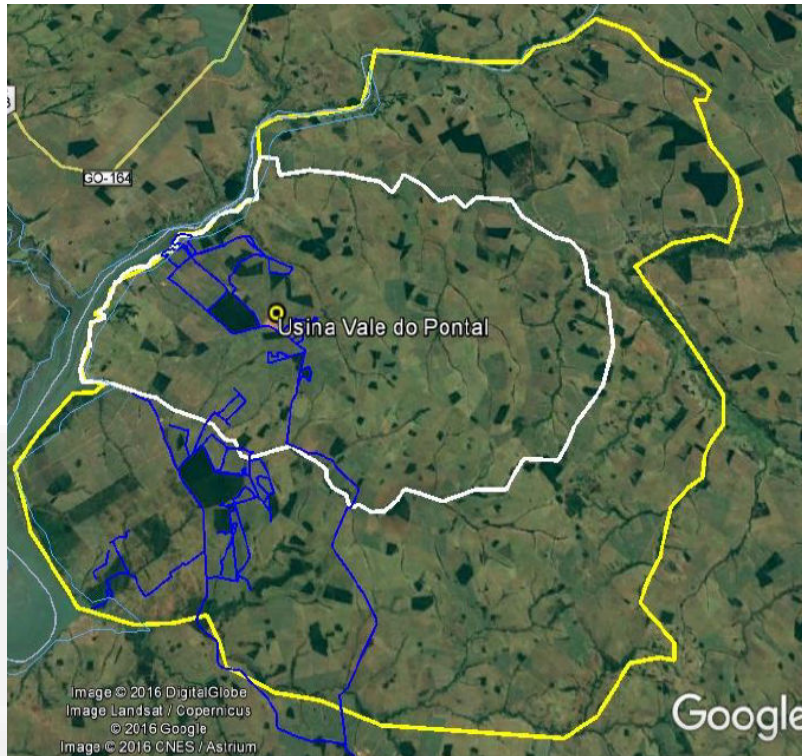 GO-164
Usina Vale do Pontal
Image © 2016 DigitalGlobe
Image Landsat / Copernicus
© 2016 Google
Image © 2016 CNES / Astrium
Google